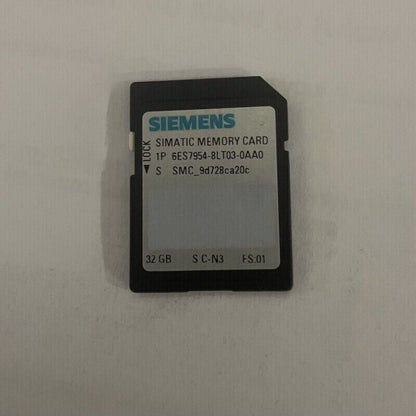 SIEMENS
SIMATIC MEMORY CARD
1P 6ES7954-8LT03-0AA0
S SMC_9d728ca20c
LOCK
32 GB S C-N3 FS:01